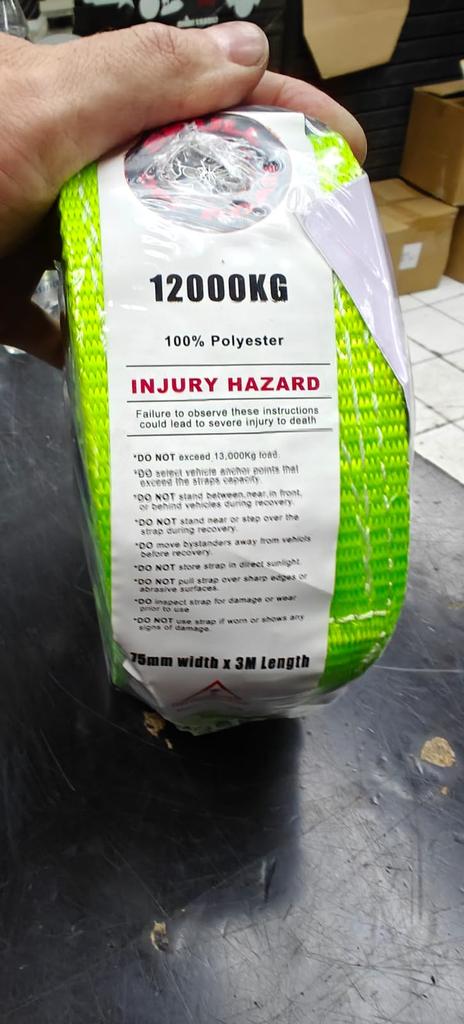 12000KG
100% Polyester
INJURY HAZARD
Failure to observe these instructions
could lead to severe injury to death
*DO NOT exceed 13,000Kg load.
*DO select vehicle anchor points that
exceed the straps capacity.
*DO NOT stand between,near,in front,
or behind vehicles during recovery.
*DO NOT stand near or step over the
strap during recovery.
*DO move bystanders away from vehicle
before recovery.
*DO NOT store strap in direct sunlight.
*DO NOT pull strap over sharp edges or
abrasive surfaces.
*DO inspect strap for damage or wear
prior to use
*DO NOT use strap if worn or shows any
signs of damage.
75mm width x 3M Length